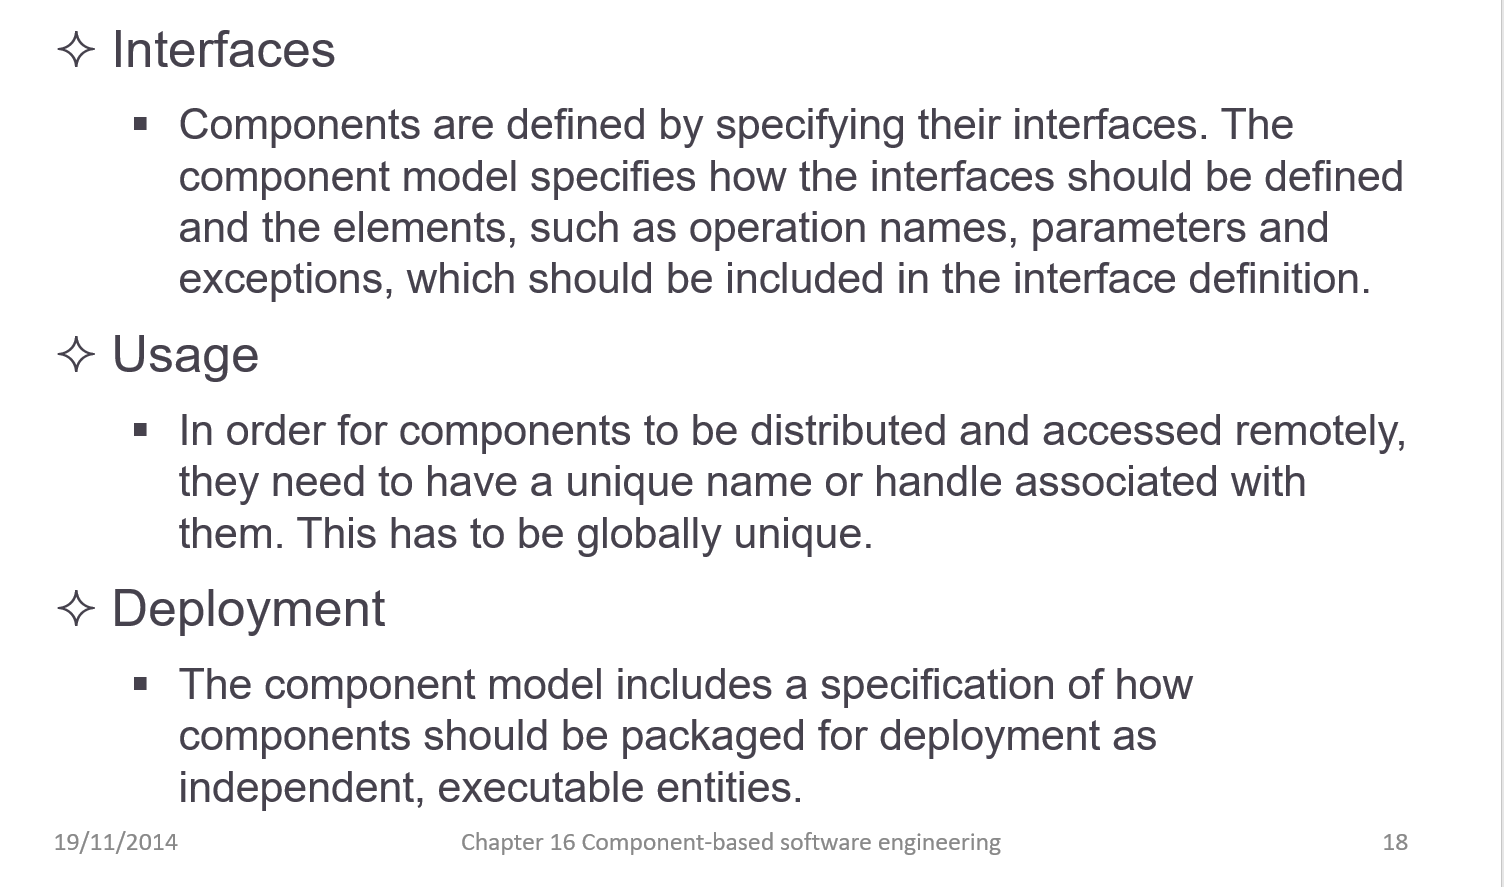 Interfaces
Components are defined by specifying their interfaces. The
component model specifies how the interfaces should be defined
and the elements, such as operation names, parameters and
exceptions, which should be included in the interface definition.
Usage
In order for components to be distributed and accessed remotely,
they need to have a unique name or handle associated with
them. This has to be globally unique.
Deployment
The component model includes a specification of how
components should be packaged for deployment as
independent, executable entities.
19/11/2014 Chapter 16 Component-based software engineering 18